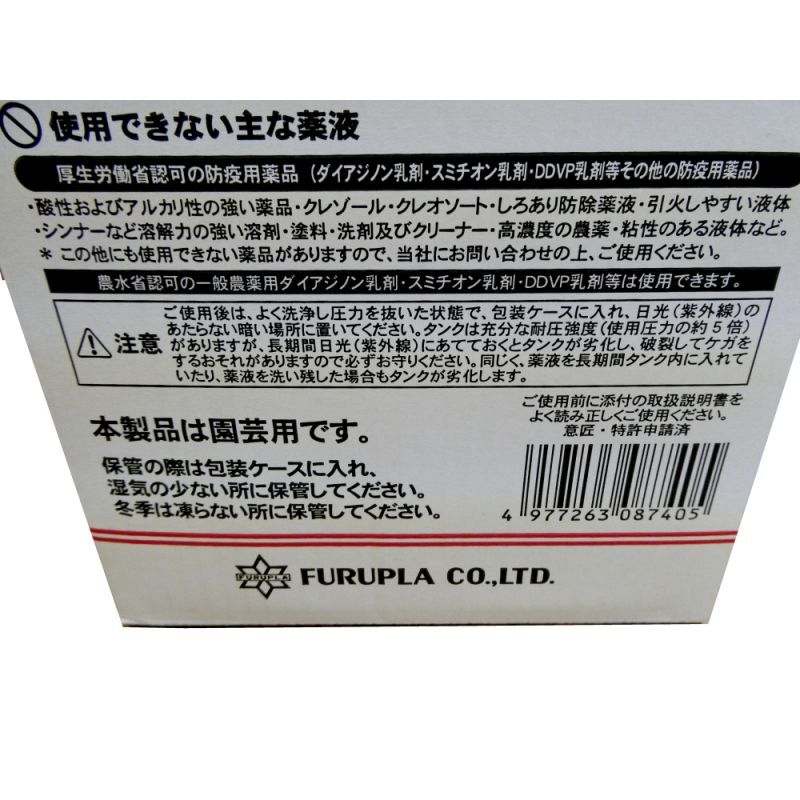 使用できない主な薬液
厚生労働省認可の防疫用薬品（ダイアジノン乳剤・スミチオン乳剤・DDVP乳剤等その他の防疫用薬品）
・酸性およびアルカリ性の強い薬品・クレゾール・クレオソート・しろあり防除薬液・引火しやすい液体
・シンナーなど溶解力の強い溶剤・塗料・洗剤及びクリーナー・高濃度の農薬・粘性のある液体など。
＊この他にも使用できない薬品がありますので、当社にお問い合わせの上、ご使用ください。
農水省認可の一般農薬用ダイアジノン乳剤・スミチオン乳剤・DDVP乳剤等は使用できます。
注意
ご使用後は、よく洗浄し圧力を抜いた状態で、包装ケースに入れ、日光（紫外線）の
あたらない暗い場所に置いてください。タンクは充分な耐圧強度（使用圧力の約5倍）
がありますが、長期間日光（紫外線）にあてておくとタンクが劣化し、破裂してケガを
するおそれがありますので必ずお守りください。同じく、薬液を長期間タンク内に入れて
いたり、薬液を洗い残した場合もタンクが劣化します。
ご使用前に添付の取扱説明書を
よく読み正しくご使用ください。
意匠・特許申請済
本製品は園芸用です。
保管の際は包装ケースに入れ、
湿気の少ない所に保管してください。
冬季は凍らない所に保管してください。
4 977263 087405
FURUPLA
FURUPLA CO.,LTD.